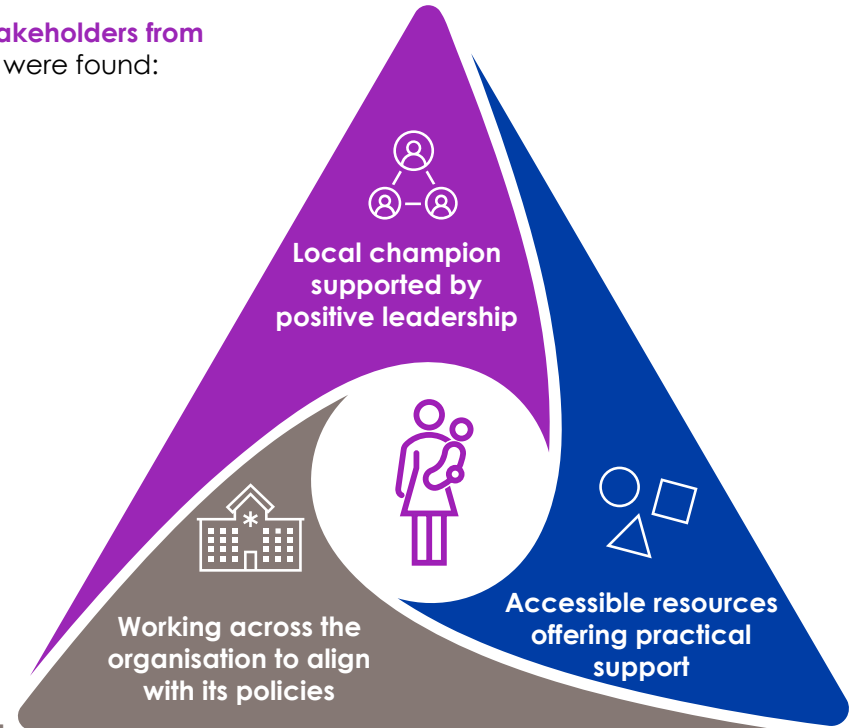 akeholders from
were found:
Local champion
supported by
positive leadership
Working across the
organisation to align
with its policies
Accessible resources
offering practical
support